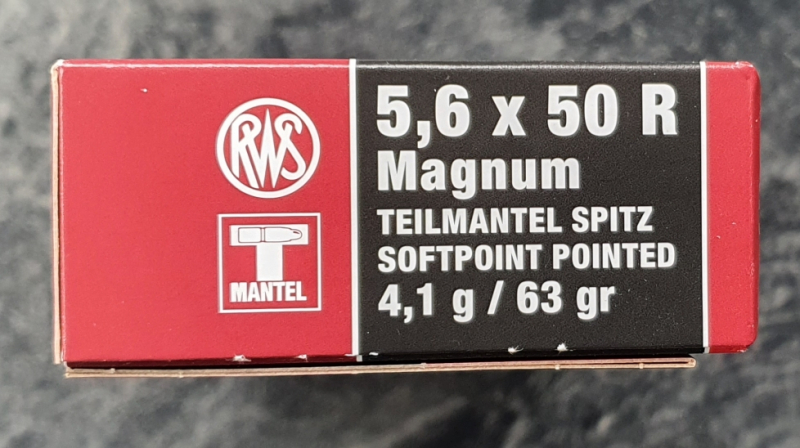 RWS
T
MANTEL
5,6 x 50 R
Magnum
TEILMANTEL SPITZ
SOFTPOINT POINTED
4,1 g / 63 gr